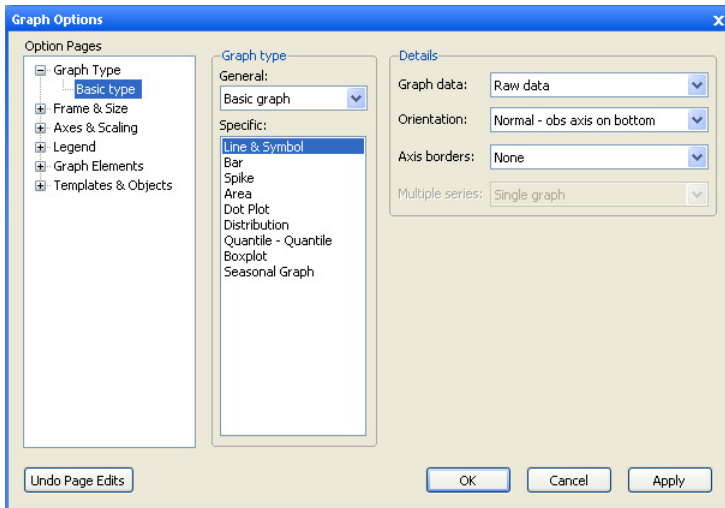 Graph Options
x
Option Pages
Graph Type
Basic type
Frame & Size
Axes & Scaling
Legend
Graph Elements
Templates & Objects
Graph type
General:
Basic graph
Specific:
Line & Symbol
Bar
Spike
Area
Dot Plot
Distribution
Quantile - Quantile
Boxplot
Seasonal Graph
Details
Graph data: Raw data
Orientation: Normal - obs axis on bottom
Axis borders: None
Multiple series: Single graph
Undo Page Edits
OK
Cancel
Apply